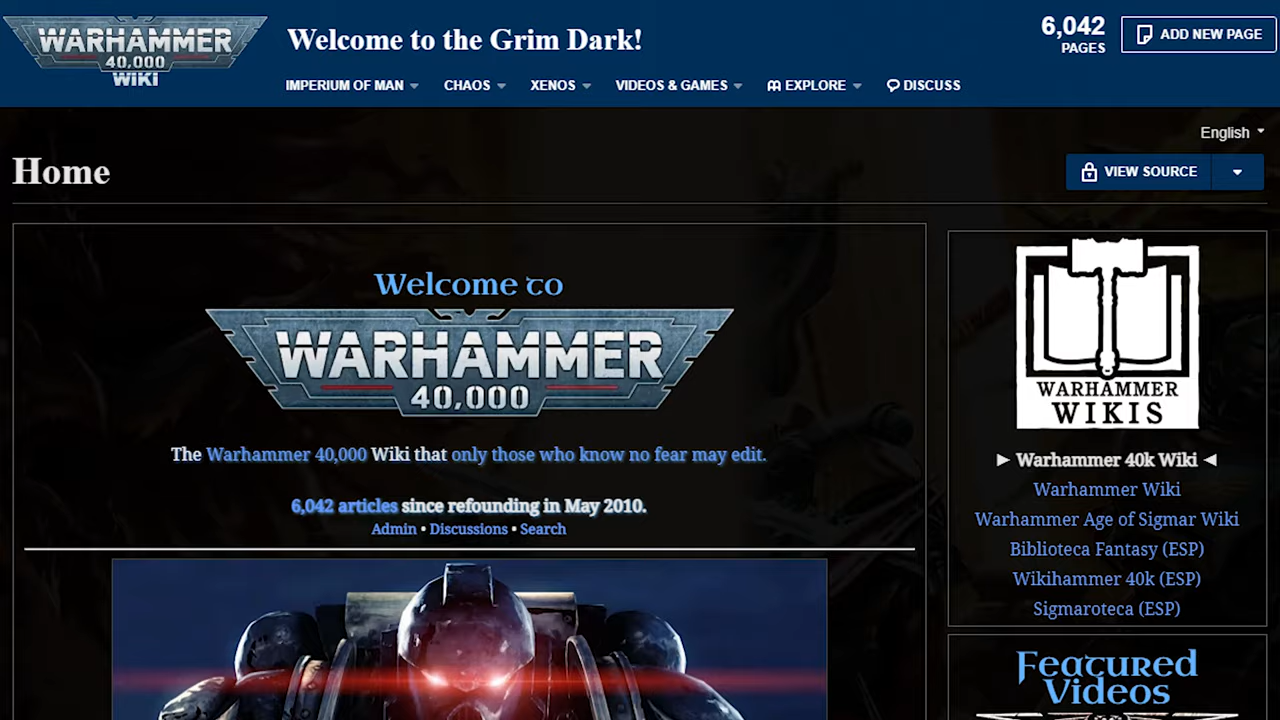 WARHAMMER
40,000
WIKI
Welcome to the Grim Dark!
6,042
PAGES
ADD NEW PAGE
IMPERIUM OF MAN CHAOS XENOS VIDEOS & GAMES EXPLORE DISCUSS
English
Home
VIEW SOURCE
Welcome to
WARHAMMER
40,000
The Warhammer 40,000 Wiki that only those who know no fear may edit.
6,042 articles since refounding in May 2010.
Admin • Discussions • Search
WARHAMMER
WIKIS
► Warhammer 40k Wiki ◄
Warhammer Wiki
Warhammer Age of Sigmar Wiki
Biblioteca Fantasy (ESP)
Wikihammer 40k (ESP)
Sigmaroteca (ESP)
Featured
Videos